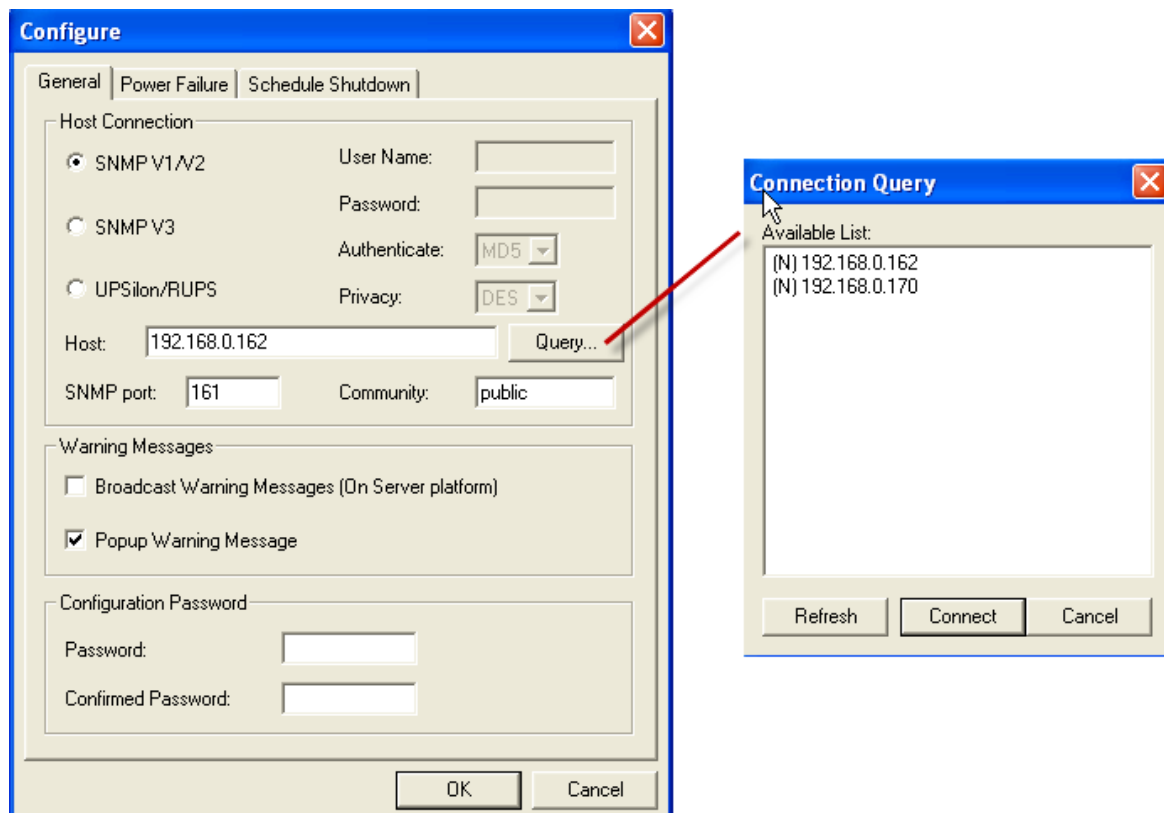 Configure
General
Power Failure
Schedule Shutdown
Host Connection
SNMP V1/V2
User Name:
Password:
SNMP V3
Authenticate: MD5
UPSilon/RUPS
Privacy: DES
Host: 192.168.0.162 Query...
SNMP port: 161 Community: public
Warning Messages
Broadcast Warning Messages (On Server platform)
Popup Warning Message
Configuration Password
Password:
Confirmed Password:
OK Cancel
Connection Query
Available List:
(N) 192.168.0.162
(N) 192.168.0.170
Refresh Connect Cancel